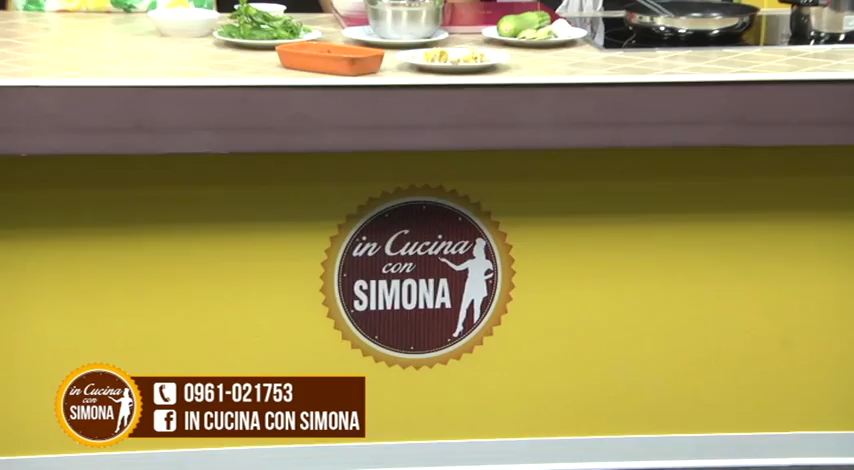 in Cucina
con
SIMONA
in Cucina
con
SIMONA
0961-021753
IN CUCINA CON SIMONA